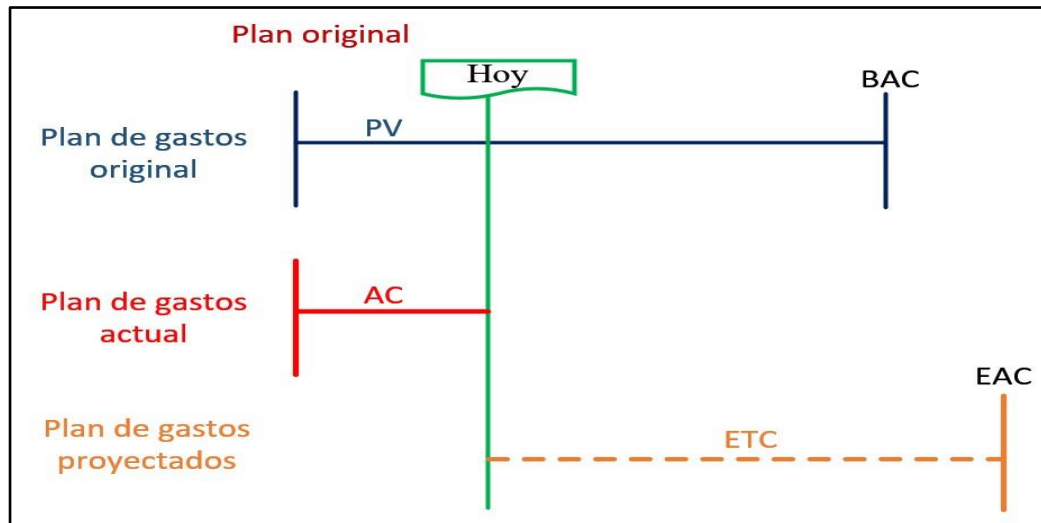 Plan original
Hoy
BAC
Plan de gastos
original
PV
Plan de gastos
actual
AC
EAC
Plan de gastos
proyectados
ETC